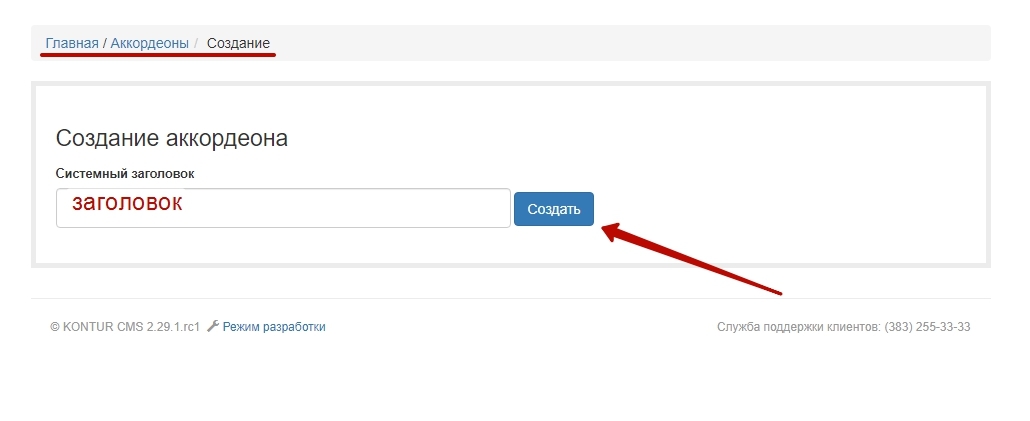 Главная / Аккордеоны / Создание
Создание аккордеона
Системный заголовок
заголовок
Создать
© KONTUR CMS 2.29.1.rc1 Режим разработки
Служба поддержки клиентов: (383) 255-33-33